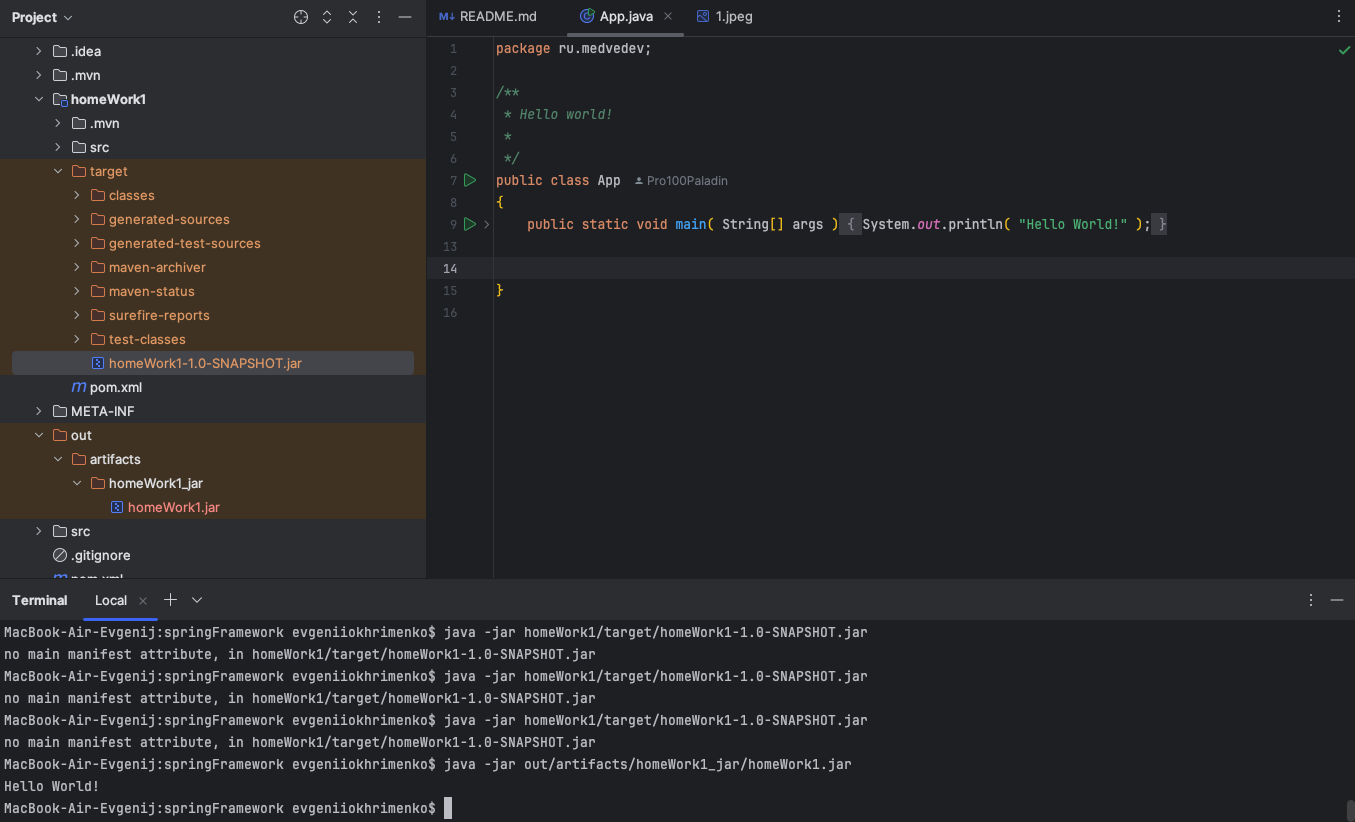 Project
.idea
.mvn
homeWork1
.mvn
src
target
classes
generated-sources
generated-test-sources
maven-archiver
maven-status
surefire-reports
test-classes
homeWork1-1.0-SNAPSHOT.jar
pom.xml
META-INF
out
artifacts
homeWork1_jar
homeWork1.jar
src
.gitignore
pom.xml
README.md App.java 1.jpeg
1 package ru.medvedev;
2
3 /**
4 * Hello world!
5 *
6 */
7 public class App Pro100Paladin
8 {
9 public static void main( String[] args ) { System.out.println( "Hello World!" ); }
13
14
15 }
16
Terminal Local
MacBook-Air-Evgenij:springFramework evgeniiokhrimenko$ java -jar homeWork1/target/homeWork1-1.0-SNAPSHOT.jar
no main manifest attribute, in homeWork1/target/homeWork1-1.0-SNAPSHOT.jar
MacBook-Air-Evgenij:springFramework evgeniiokhrimenko$ java -jar homeWork1/target/homeWork1-1.0-SNAPSHOT.jar
no main manifest attribute, in homeWork1/target/homeWork1-1.0-SNAPSHOT.jar
MacBook-Air-Evgenij:springFramework evgeniiokhrimenko$ java -jar homeWork1/target/homeWork1-1.0-SNAPSHOT.jar
no main manifest attribute, in homeWork1/target/homeWork1-1.0-SNAPSHOT.jar
MacBook-Air-Evgenij:springFramework evgeniiokhrimenko$ java -jar out/artifacts/homeWork1_jar/homeWork1.jar
Hello World!
MacBook-Air-Evgenij:springFramework evgeniiokhrimenko$